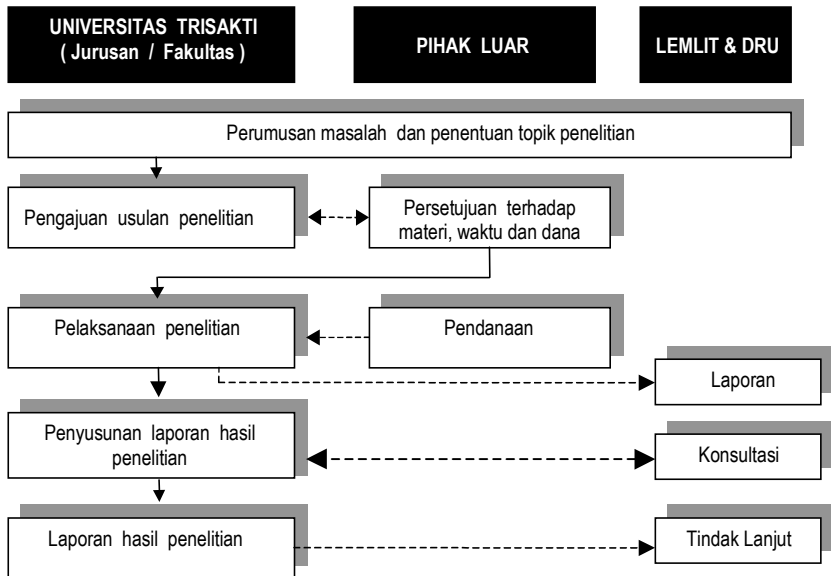 UNIVERSITAS TRISAKTI
( Jurusan / Fakultas )
PIHAK LUAR
LEMLIT & DRU
Perumusan masalah dan penentuan topik penelitian
Pengajuan usulan penelitian
Persetujuan terhadap
materi, waktu dan dana
Pelaksanaan penelitian
Pendanaan
Laporan
Penyusunan laporan hasil
penelitian
Konsultasi
Laporan hasil penelitian
Tindak Lanjut